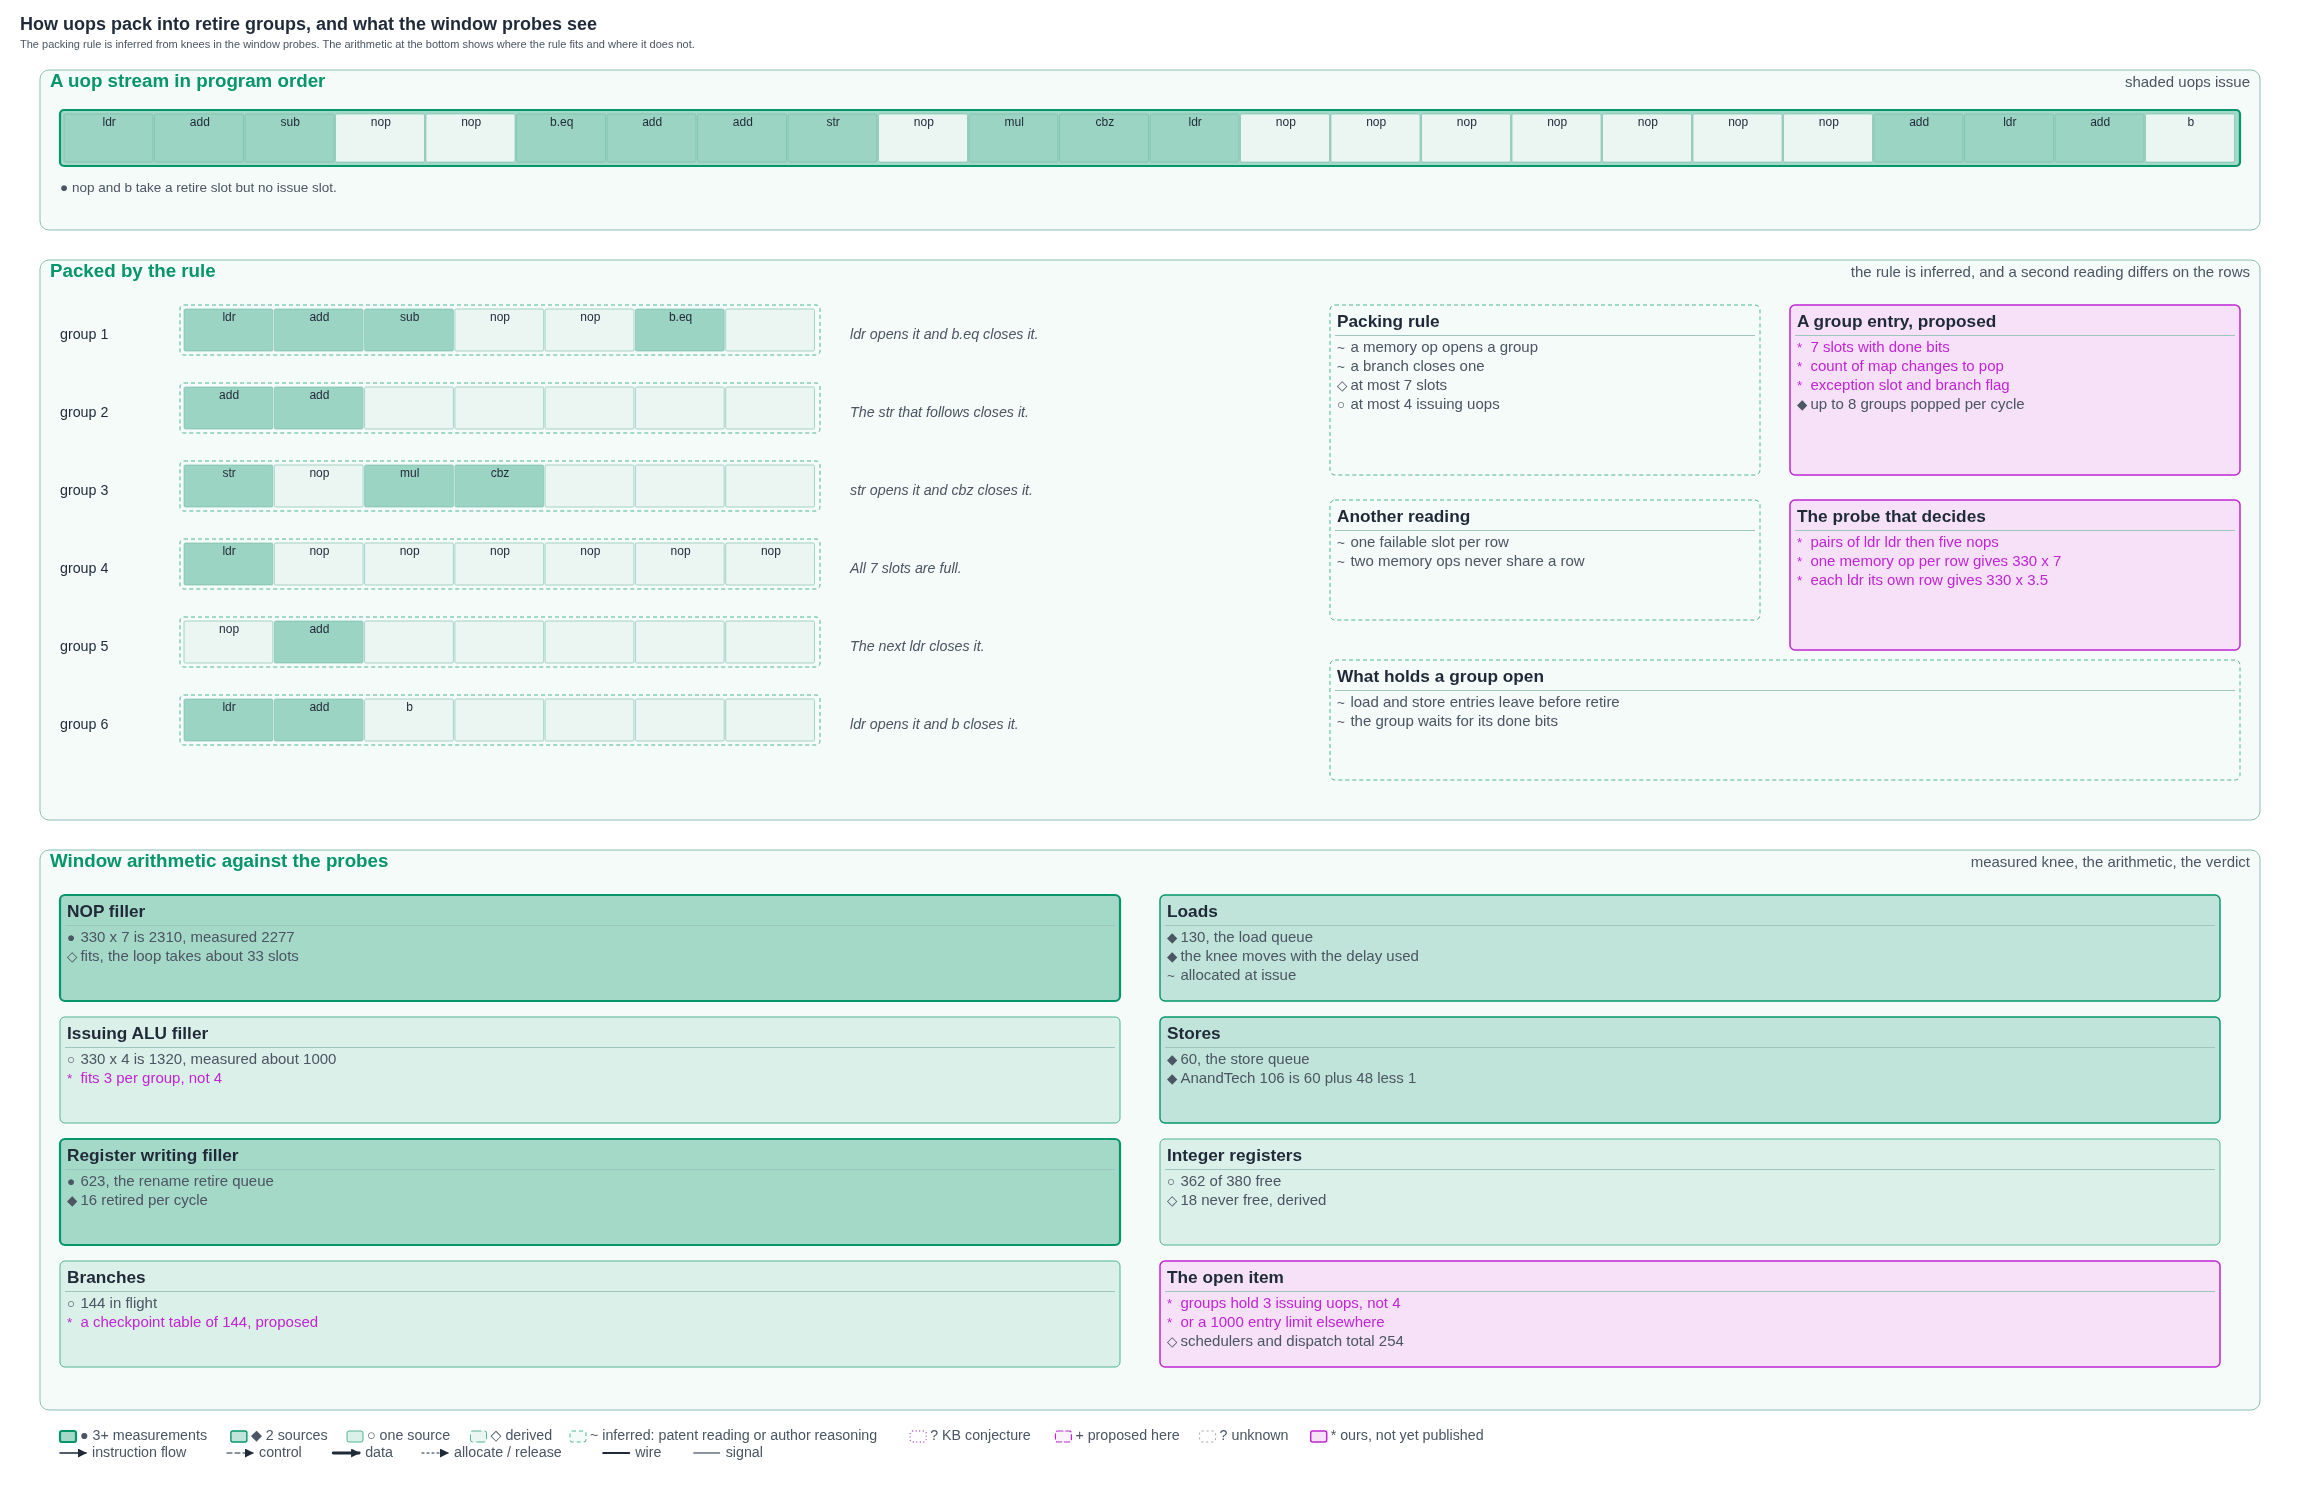 How uops pack into retire groups, and what the window probes see
The packing rule is inferred from knees in the window probes. The arithmetic at the bottom shows where the rule fits and where it does not.
A uop stream in program order
shaded uops issue
ldr add sub nop nop b.eq add add str nop mul cbz ldr nop nop nop nop nop nop nop add ldr add b
● nop and b take a retire slot but no issue slot.
Packed by the rule
the rule is inferred, and a second reading differs on the rows
group 1 ldr add sub nop nop b.eq ldr opens it and b.eq closes it.
group 2 add add The str that follows closes it.
group 3 str nop mul cbz str opens it and cbz closes it.
group 4 ldr nop nop nop nop nop nop All 7 slots are full.
group 5 nop add The next ldr closes it.
group 6 ldr add b ldr opens it and b closes it.
Packing rule
~ a memory op opens a group
~ a branch closes one
◇ at most 7 slots
○ at most 4 issuing uops
A group entry, proposed
* 7 slots with done bits
* count of map changes to pop
* exception slot and branch flag
◆ up to 8 groups popped per cycle
Another reading
~ one failable slot per row
~ two memory ops never share a row
The probe that decides
* pairs of ldr ldr then five nops
* one memory op per row gives 330 x 7
* each ldr its own row gives 330 x 3.5
What holds a group open
~ load and store entries leave before retire
~ the group waits for its done bits
Window arithmetic against the probes
measured knee, the arithmetic, the verdict
NOP filler
● 330 x 7 is 2310, measured 2277
◇ fits, the loop takes about 33 slots
Loads
◆ 130, the load queue
◆ the knee moves with the delay used
~ allocated at issue
Issuing ALU filler
○ 330 x 4 is 1320, measured about 1000
* fits 3 per group, not 4
Stores
◆ 60, the store queue
◆ AnandTech 106 is 60 plus 48 less 1
Register writing filler
● 623, the rename retire queue
◆ 16 retired per cycle
Integer registers
○ 362 of 380 free
◇ 18 never free, derived
Branches
○ 144 in flight
* a checkpoint table of 144, proposed
The open item
* groups hold 3 issuing uops, not 4
* or a 1000 entry limit elsewhere
◇ schedulers and dispatch total 254
● 3+ measurements ◆ 2 sources ○ one source ◇ derived ~ inferred: patent reading or author reasoning ? KB conjecture + proposed here ? unknown * ours, not yet published
instruction flow control data allocate / release wire signal